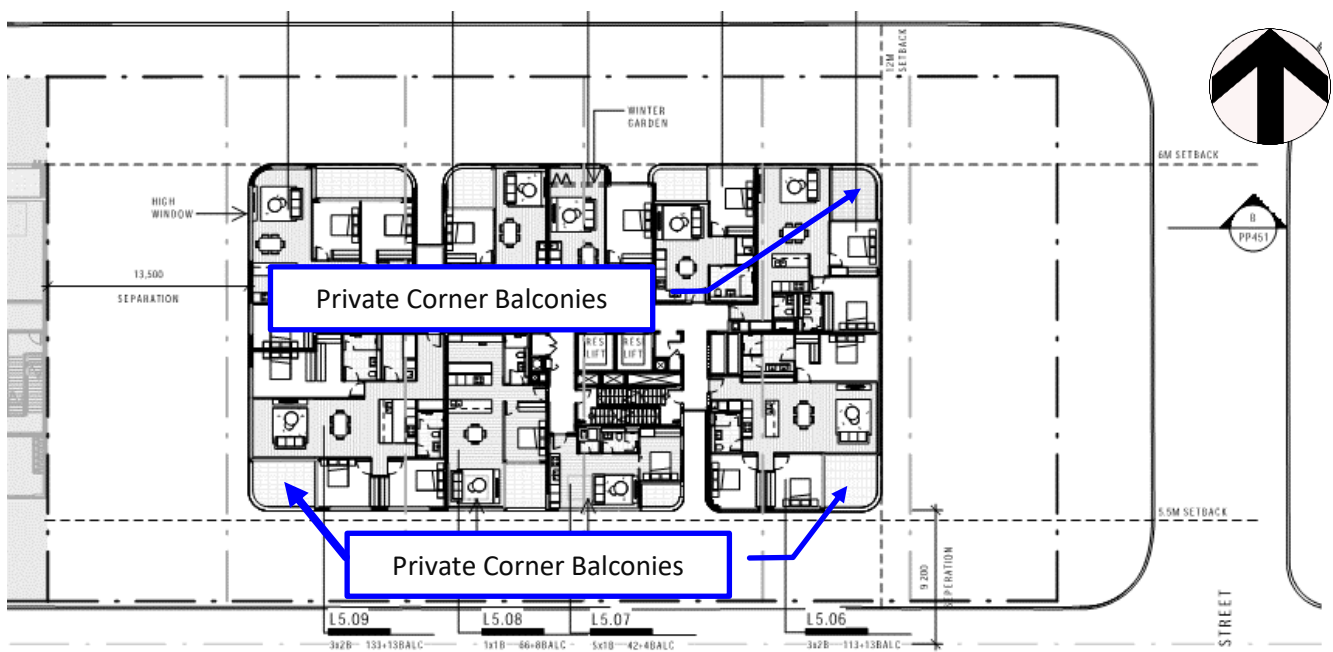 12M
SETBACK
WINTER
GARDEN
6M SETBACK
HIGH
WINDOW
B
PP451
13,500
SEPARATION
Private Corner Balconies
RES
LIFT
RESI
LIFT
5.5M SETBACK
Private Corner Balconies
9 200
SEPERATION
STREET
L5.09
3x2B 133+13BALC
L5.08
1x1B 66+8BALC
L5.07
5x1B 42+4BALC
L5.06
3x2B 113+13BALC